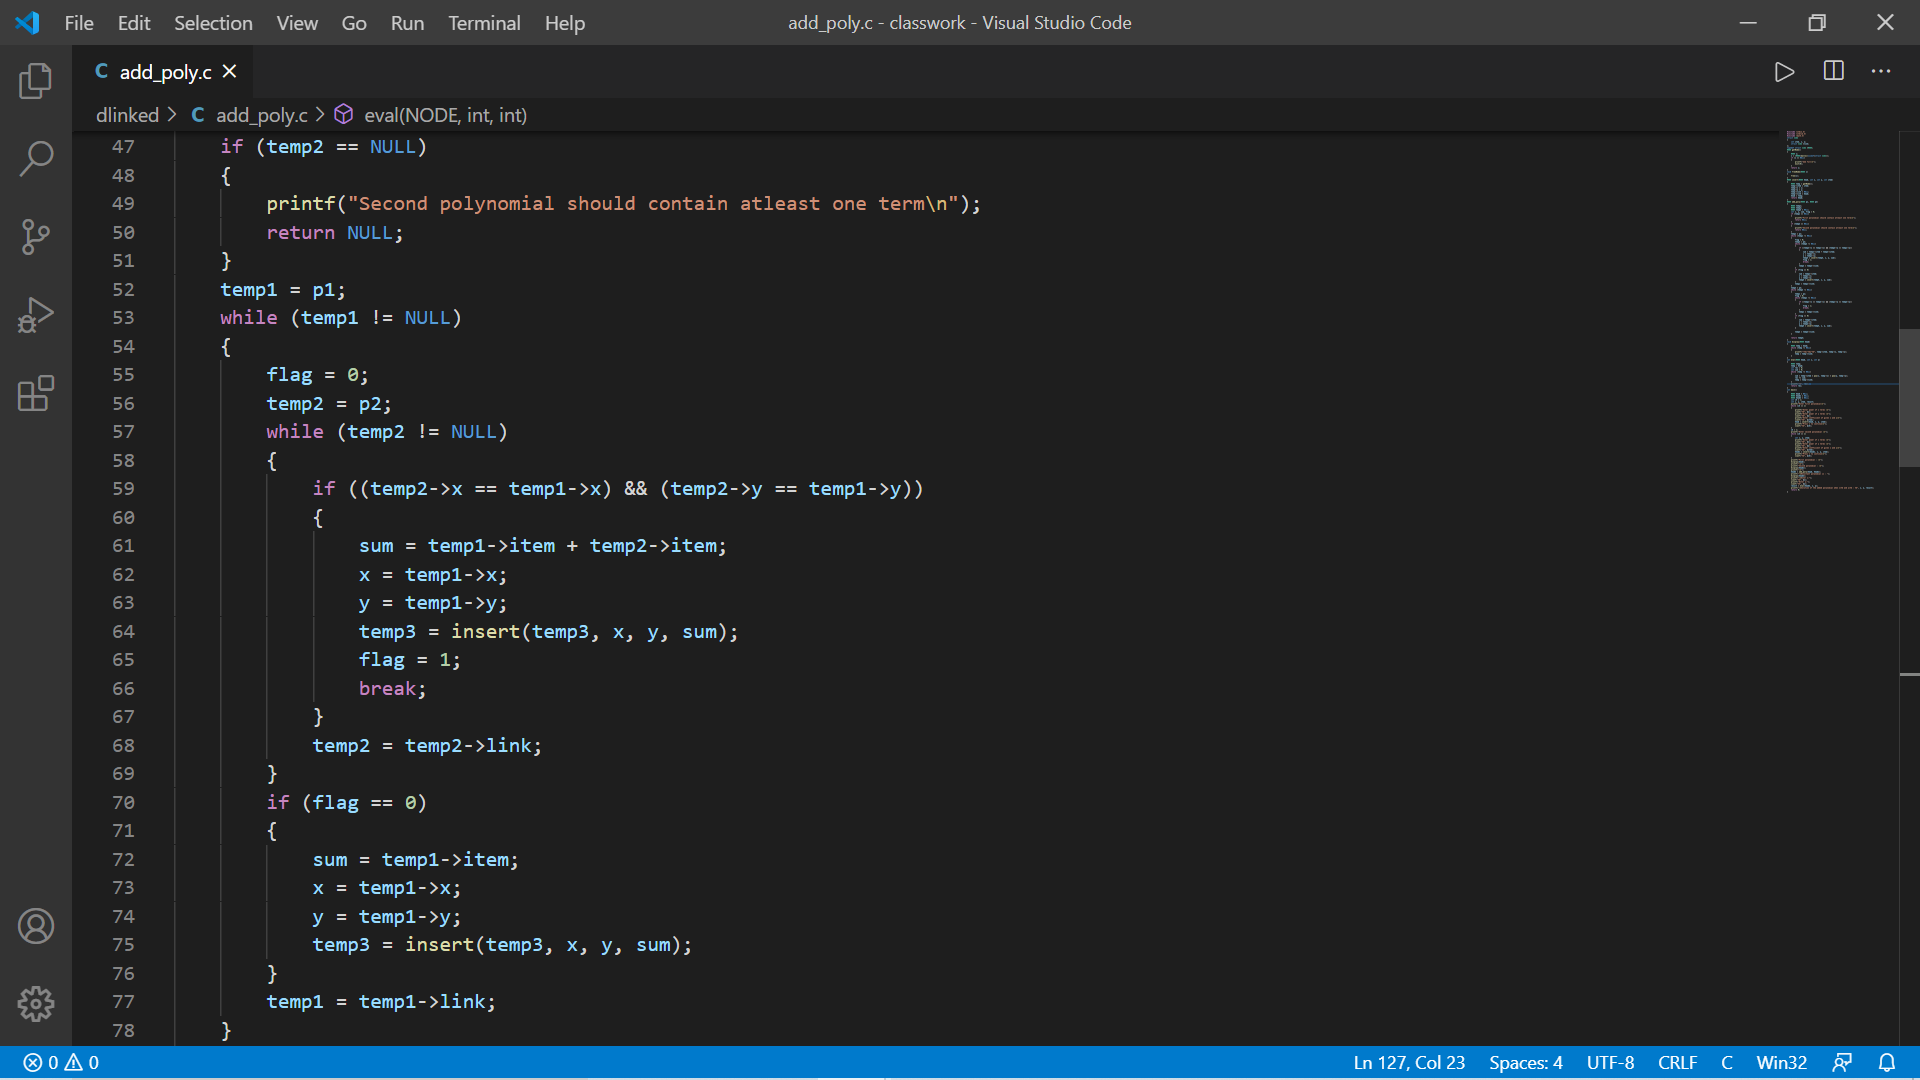 File Edit Selection View Go Run Terminal Help add_poly.c - classwork - Visual Studio Code
C add_poly.c
dlinked > C add_poly.c > eval(NODE, int, int)
47 if (temp2 == NULL)
48 {
49 printf("Second polynomial should contain atleast one term\n");
50 return NULL;
51 }
52 temp1 = p1;
53 while (temp1 != NULL)
54 {
55 flag = 0;
56 temp2 = p2;
57 while (temp2 != NULL)
58 {
59 if ((temp2->x == temp1->x) && (temp2->y == temp1->y))
60 {
61 sum = temp1->item + temp2->item;
62 x = temp1->x;
63 y = temp1->y;
64 temp3 = insert(temp3, x, y, sum);
65 flag = 1;
66 break;
67 }
68 temp2 = temp2->link;
69 }
70 if (flag == 0)
71 {
72 sum = temp1->item;
73 x = temp1->x;
74 y = temp1->y;
75 temp3 = insert(temp3, x, y, sum);
76 }
77 temp1 = temp1->link;
78 }
0 0 Ln 127, Col 23 Spaces: 4 UTF-8 CRLF C Win32